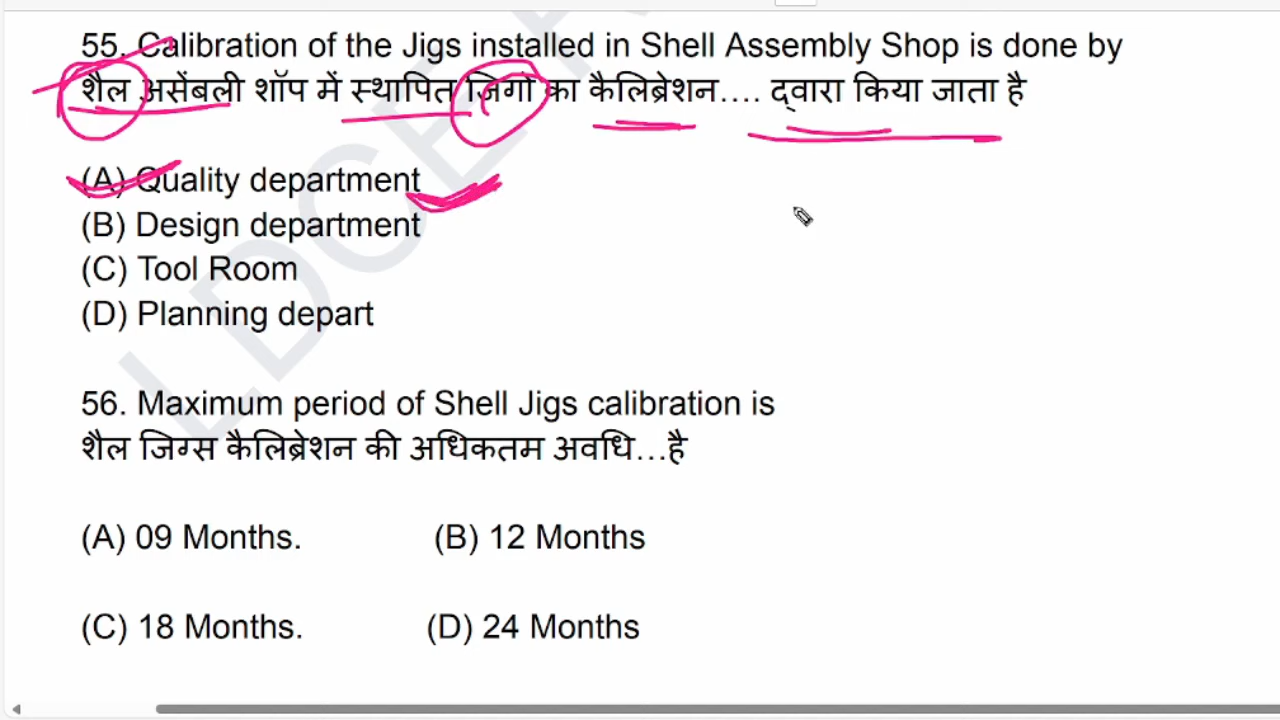 55. Calibration of the Jigs installed in Shell Assembly Shop is done by
शैल असेंबली शॉप में स्थापित जिगों का कैलिब्रेशन.... द्वारा किया जाता है
(A) Quality department
(B) Design department
(C) Tool Room
(D) Planning depart
56. Maximum period of Shell Jigs calibration is
शैल जिग्स कैलिब्रेशन की अधिकतम अवधि...है
(A) 09 Months. (B) 12 Months
(C) 18 Months. (D) 24 Months
LDCE